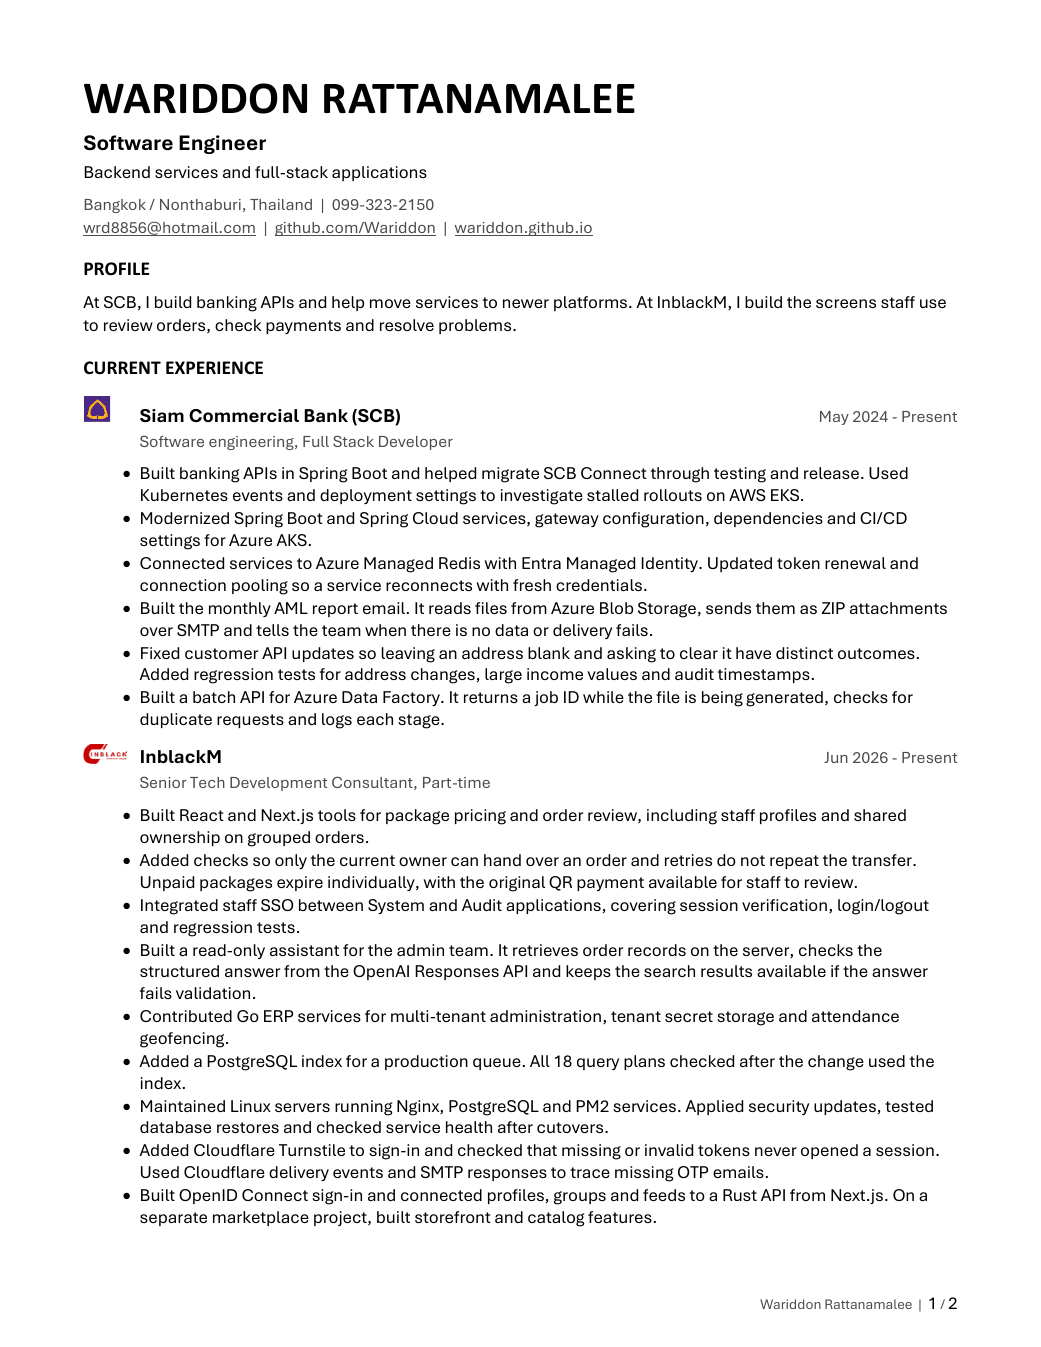 WARIDDON RATTANAMALEE
Software Engineer
Backend services and full-stack applications
Bangkok / Nonthaburi, Thailand | 099-323-2150
wrd8856@hotmail.com | github.com/Wariddon | wariddon.github.io
PROFILE
At SCB, I build banking APIs and help move services to newer platforms. At InblackM, I build the screens staff use
to review orders, check payments and resolve problems.
CURRENT EXPERIENCE
Siam Commercial Bank (SCB) May 2024 - Present
Software engineering, Full Stack Developer
• Built banking APIs in Spring Boot and helped migrate SCB Connect through testing and release. Used
Kubernetes events and deployment settings to investigate stalled rollouts on AWS EKS.
• Modernized Spring Boot and Spring Cloud services, gateway configuration, dependencies and CI/CD
settings for Azure AKS.
• Connected services to Azure Managed Redis with Entra Managed Identity. Updated token renewal and
connection pooling so a service reconnects with fresh credentials.
• Built the monthly AML report email. It reads files from Azure Blob Storage, sends them as ZIP attachments
over SMTP and tells the team when there is no data or delivery fails.
• Fixed customer API updates so leaving an address blank and asking to clear it have distinct outcomes.
Added regression tests for address changes, large income values and audit timestamps.
• Built a batch API for Azure Data Factory. It returns a job ID while the file is being generated, checks for
duplicate requests and logs each stage.
INBLACK
InblackM Jun 2026 - Present
Senior Tech Development Consultant, Part-time
• Built React and Next.js tools for package pricing and order review, including staff profiles and shared
ownership on grouped orders.
• Added checks so only the current owner can hand over an order and retries do not repeat the transfer.
Unpaid packages expire individually, with the original QR payment available for staff to review.
• Integrated staff SSO between System and Audit applications, covering session verification, login/logout
and regression tests.
• Built a read-only assistant for the admin team. It retrieves order records on the server, checks the
structured answer from the OpenAI Responses API and keeps the search results available if the answer
fails validation.
• Contributed Go ERP services for multi-tenant administration, tenant secret storage and attendance
geofencing.
• Added a PostgreSQL index for a production queue. All 18 query plans checked after the change used the
index.
• Maintained Linux servers running Nginx, PostgreSQL and PM2 services. Applied security updates, tested
database restores and checked service health after cutovers.
• Added Cloudflare Turnstile to sign-in and checked that missing or invalid tokens never opened a session.
Used Cloudflare delivery events and SMTP responses to trace missing OTP emails.
• Built OpenID Connect sign-in and connected profiles, groups and feeds to a Rust API from Next.js. On a
separate marketplace project, built storefront and catalog features.
Wariddon Rattanamalee | 1 / 2